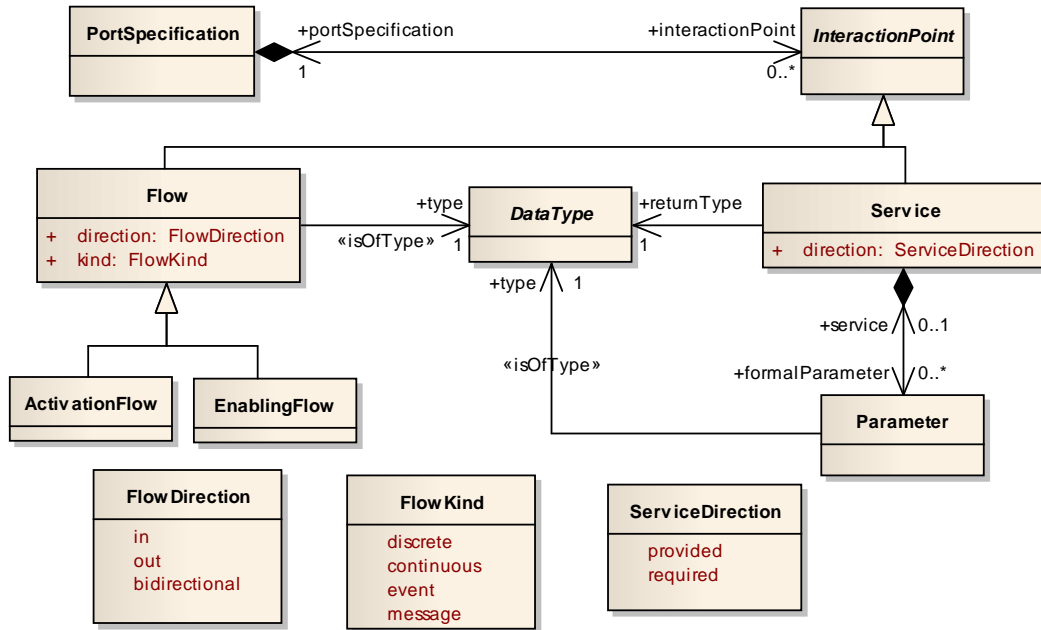 PortSpecification
+portSpecification
1
+interactionPoint
0..*
InteractionPoint
Flow
+ direction: FlowDirection
+ kind: FlowKind
+type
«isOfType»
1
DataType
+returnType
1
Service
+ direction: ServiceDirection
+type
1
«isOfType»
+service
0..1
+formalParameter
0..*
ActivationFlow
EnablingFlow
Parameter
FlowDirection
in
out
bidirectional
FlowKind
discrete
continuous
event
message
ServiceDirection
provided
required